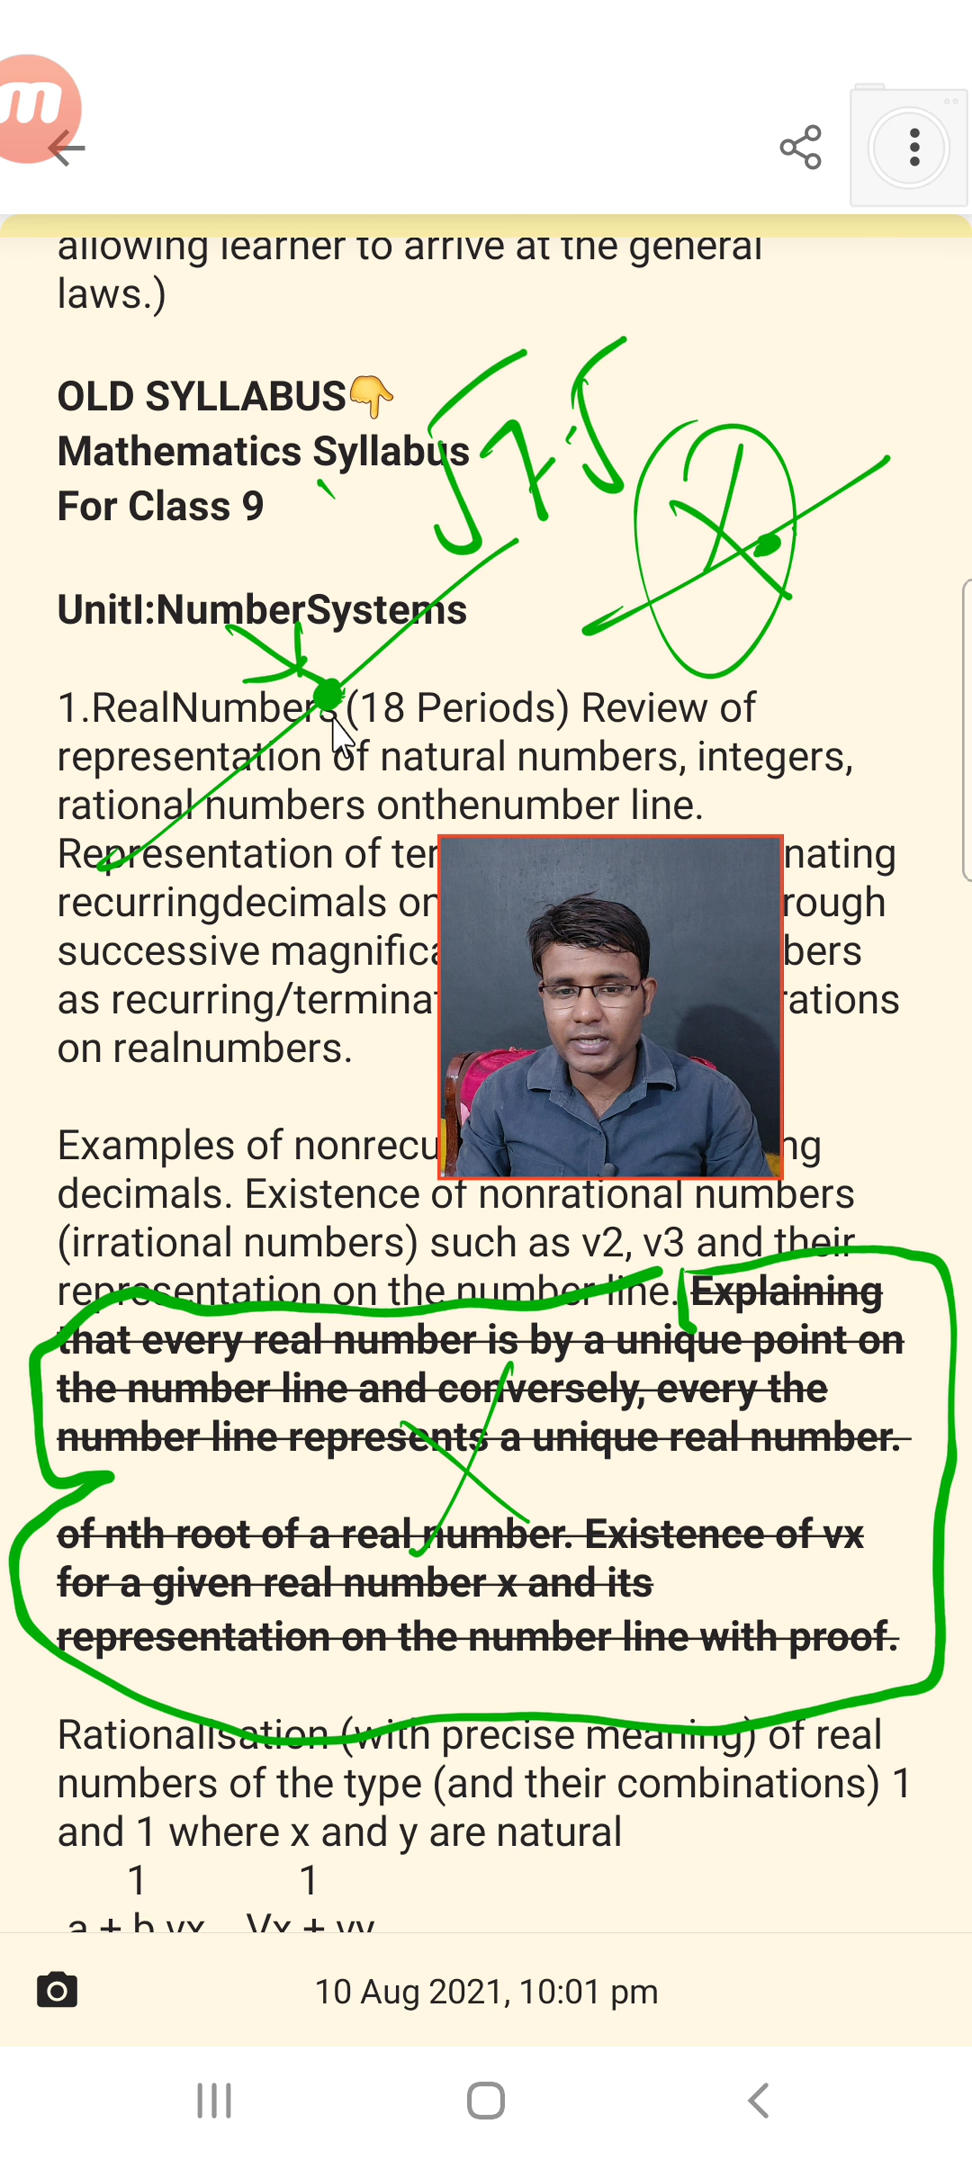 m
allowing learner to arrive at the general
laws.)
OLD SYLLABUS👇
Mathematics Syllabus
For Class 9
UnitI:NumberSystems
1.RealNumbers (18 Periods) Review of
representation of natural numbers, integers,
rational numbers onthenumber line.
Representation of ter nating
recurringdecimals on rough
successive magnifica bers
as recurring/terminat rations
on realnumbers.
Examples of nonrecu ng
decimals. Existence of nonrational numbers
(irrational numbers) such as v2, v3 and their
representation on the number line. Explaining
that every real number is by a unique point on
the number line and conversely, every the
number line represents a unique real number.
of nth root of a real number. Existence of vx
for a given real number x and its
representation on the number line with proof.
Rationalisation (with precise meaning) of real
numbers of the type (and their combinations) 1
and 1 where x and y are natural
1 1
a + b vx Vx + vy
10 Aug 2021, 10:01 pm